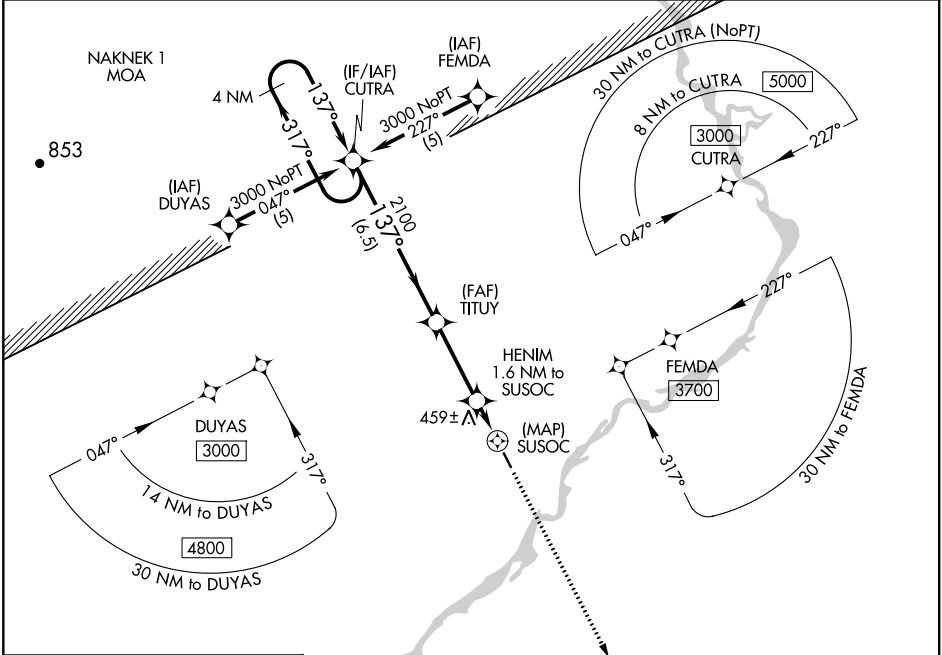 NAKNEK 1
MOA
853
4 NM
137°
317°
(IF/IAF)
CUTRA
(IAF)
FEMDA
3000 NoPT
227°
(5)
(IAF)
DUYAS
3000 NoPT
047°
(5)
2100
137°
(6.5)
(FAF)
TITUY
HENIM
1.6 NM to
SUSOC
459±
(MAP)
SUSOC
30 NM to CUTRA (NoPT)
5000
8 NM to CUTRA
3000
CUTRA
227°
047°
227°
FEMDA
3700
317°
30 NM to FEMDA
047°
DUYAS
3000
317°
14 NM to DUYAS
4800
30 NM to DUYAS